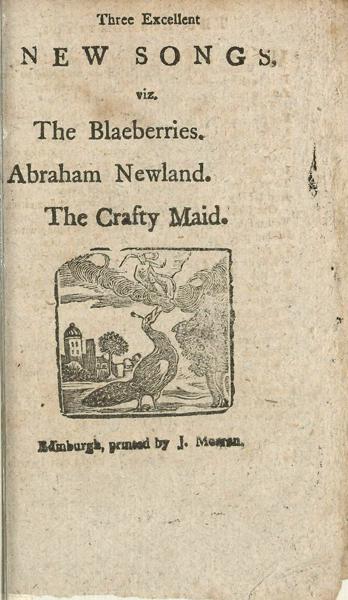 Three Excellent
NEW SONGS,
viz.
The Blaeberries.
Abraham Newland.
The Crafty Maid.
Edinburgh, printed by J. Morren,